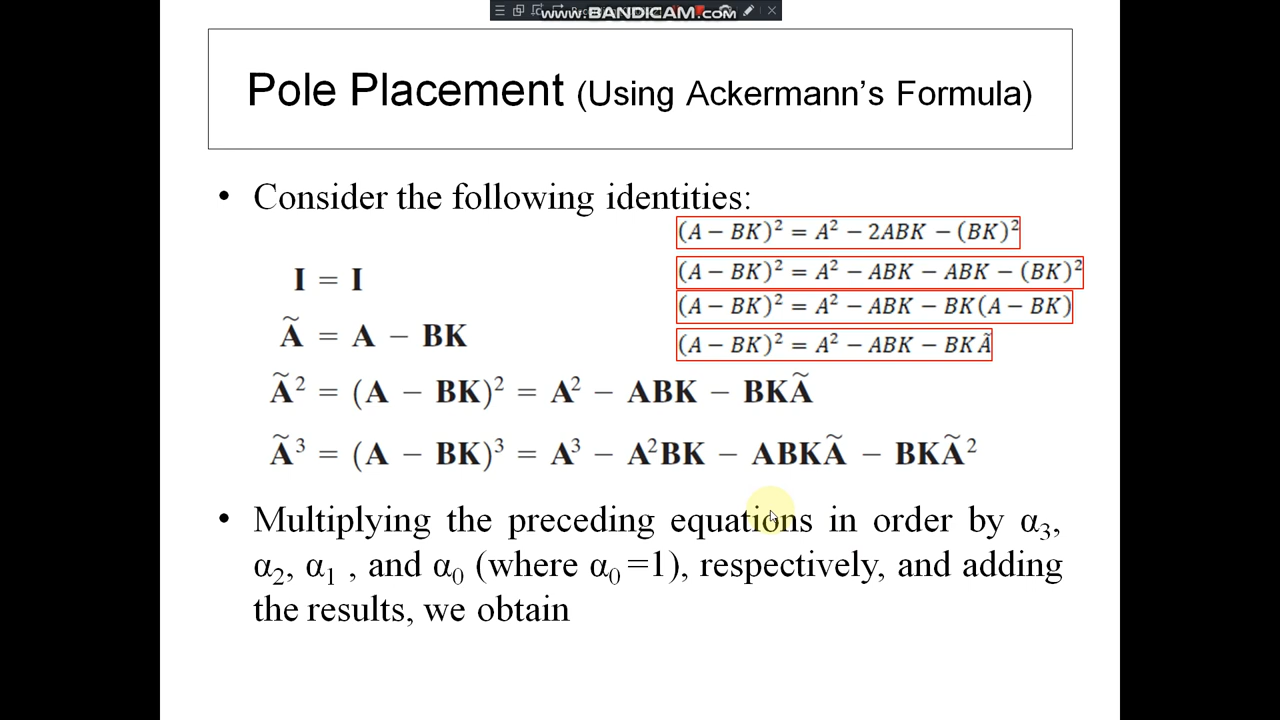 www.BANDICAM.com
Pole Placement (Using Ackermann's Formula)
• Consider the following identities:
(A − BK)² = A² − 2ABK − (BK)²
(A − BK)² = A² − ABK − ABK − (BK)²
(A − BK)² = A² − ABK − BK(A − BK)
(A − BK)² = A² − ABK − BKÃ
I = I
Ã = A − BK
Ã² = (A − BK)² = A² − ABK − BKÃ
Ã³ = (A − BK)³ = A³ − A²BK − ABKÃ − BKÃ²
• Multiplying the preceding equations in order by α₃,
α₂, α₁ , and α₀ (where α₀ =1), respectively, and adding
the results, we obtain